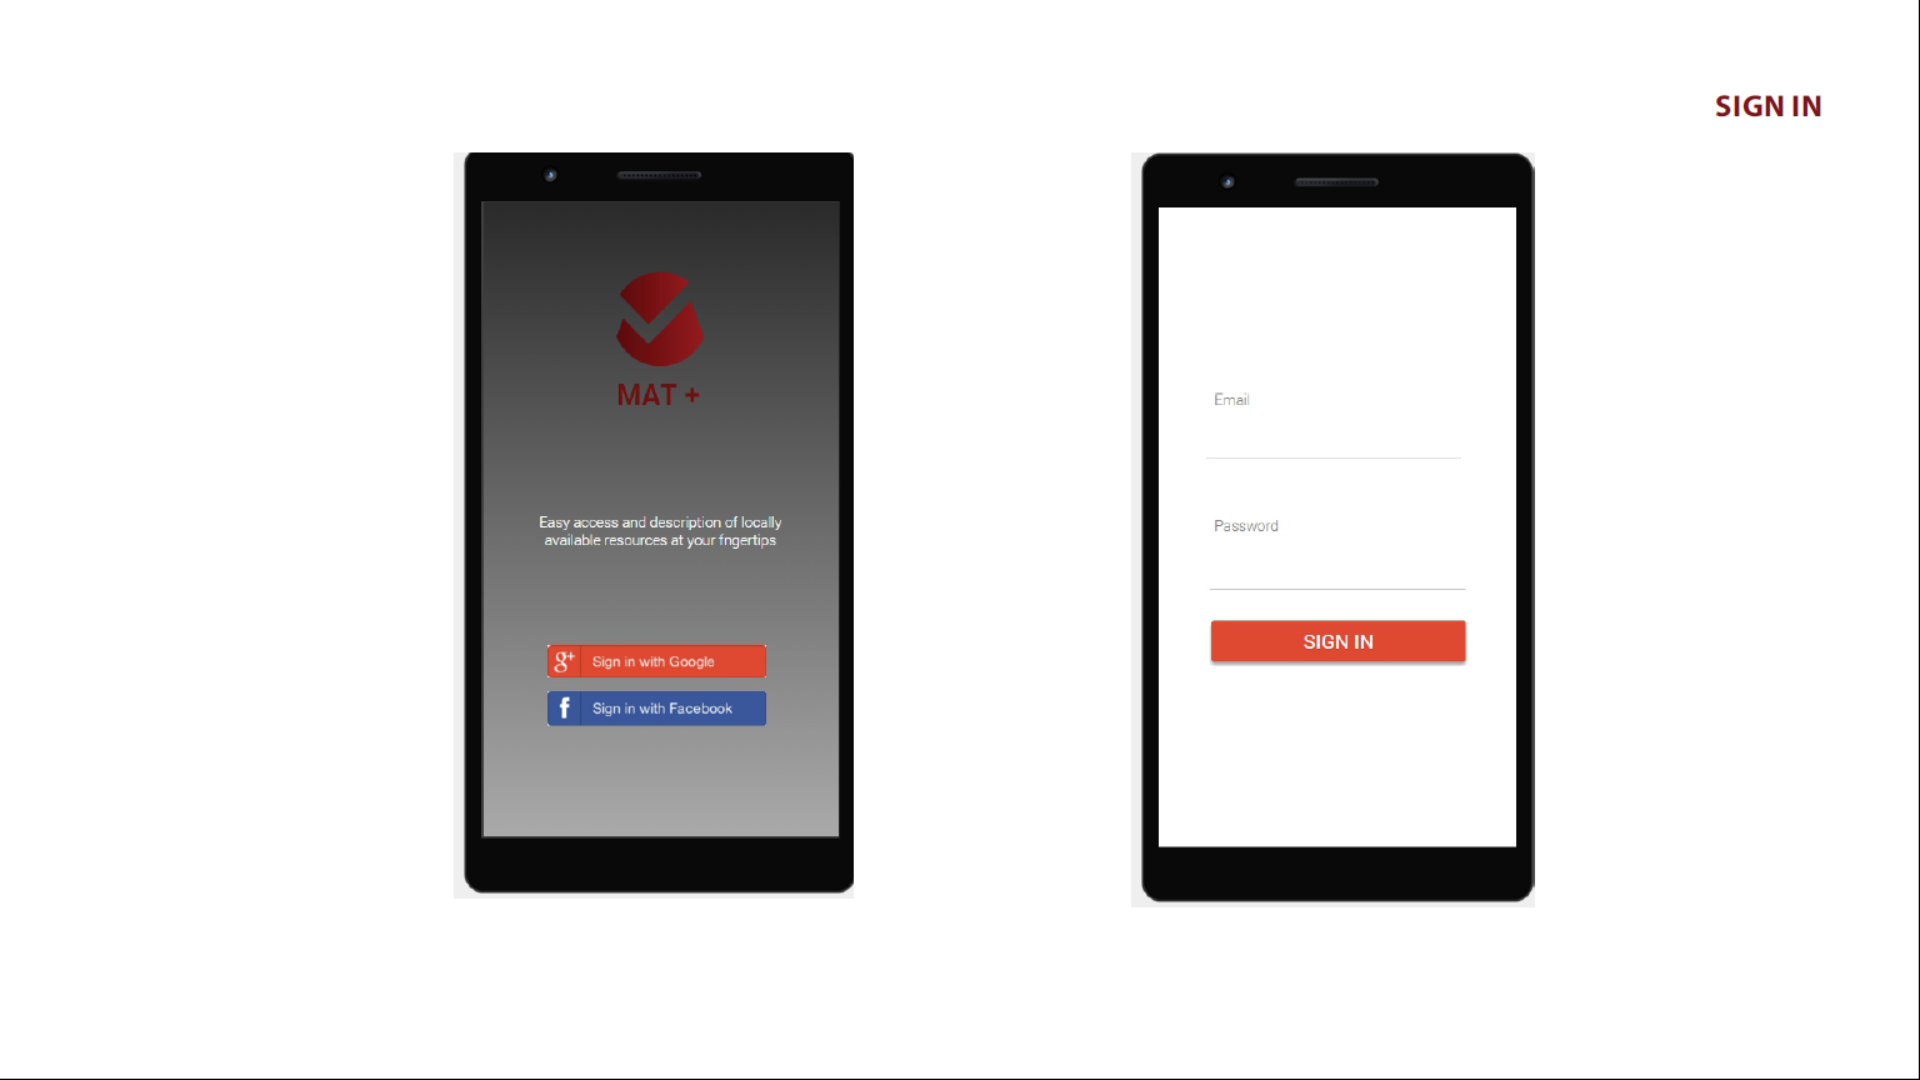 SIGN IN
MAT +
Easy access and description of locally
available resources at your fngertips
g+ Sign in with Google
f Sign in with Facebook
Email
Password
SIGN IN